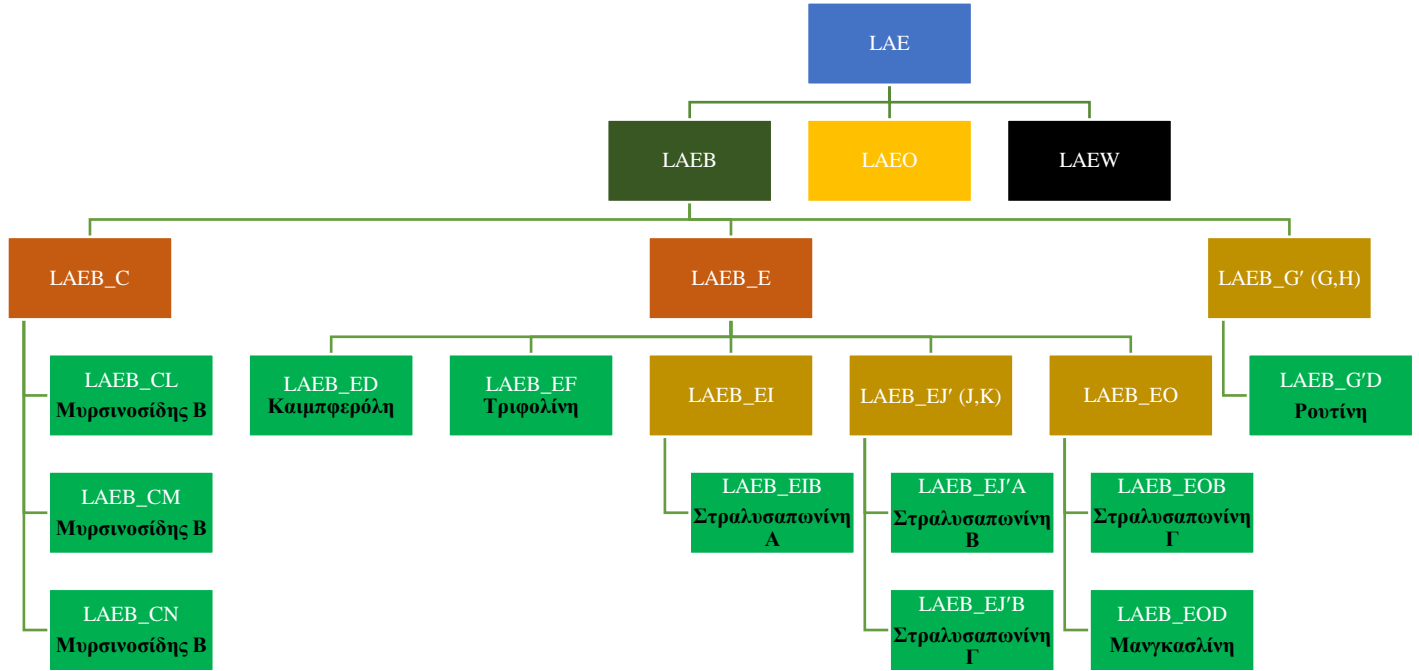 LAE
LAEB
LAEO
LAEW
LAEB_C
LAEB_E
LAEB_G′ (G,H)
LAEB_CL
Μυρσινοσίδης Β
LAEB_ED
Καιμπφερόλη
LAEB_EF
Τριφολίνη
LAEB_EI
LAEB_EJ′ (J,K)
LAEB_EO
LAEB_G′D
Ρουτίνη
LAEB_CM
Μυρσινοσίδης Β
LAEB_EIB
Στραλυσαπωνίνη
Α
LAEB_EJ′A
Στραλυσαπωνίνη
Β
LAEB_EOB
Στραλυσαπωνίνη
Γ
LAEB_CN
Μυρσινοσίδης Β
LAEB_EJ′B
Στραλυσαπωνίνη
Γ
LAEB_EOD
Μανγκασλίνη